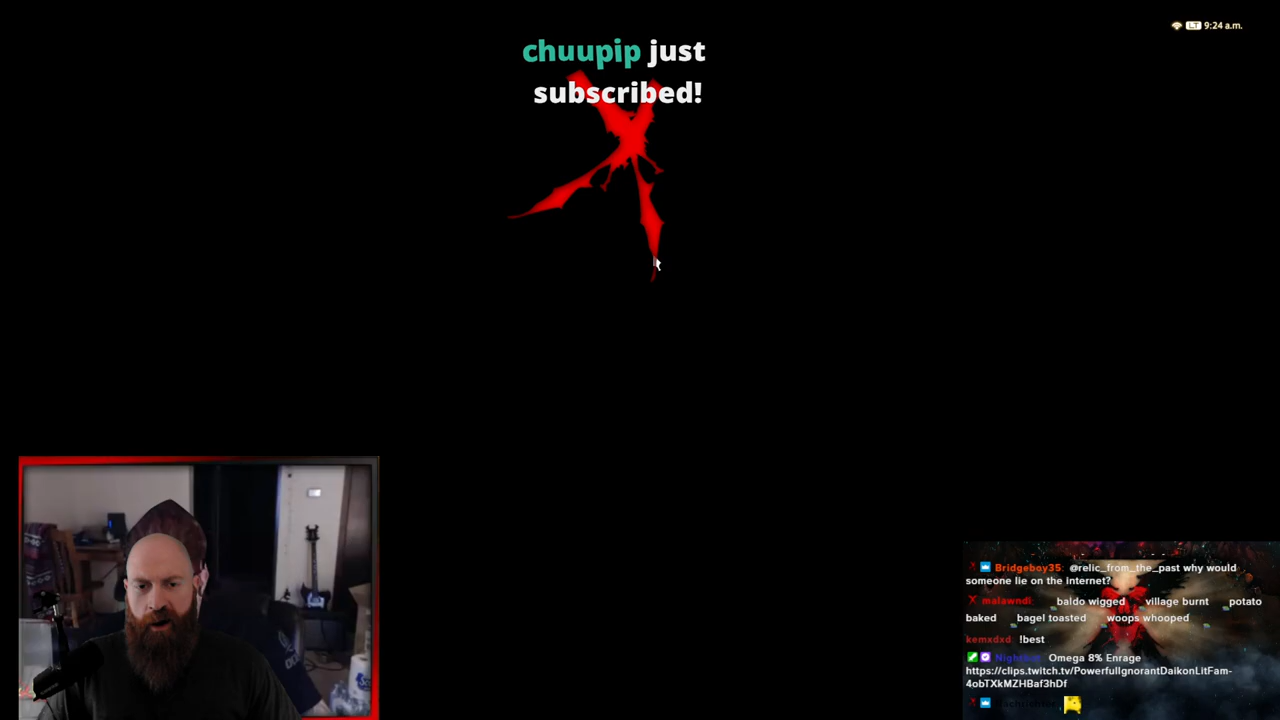 chuupip just
subscribed!
LT 9:24 a.m.
Bridgeboy35: @relic_from_the_past why would
someone lie on the internet?
malawndi: baldo wigged village burnt potato
baked bagel toasted woops whooped
kemxdxd: !best
Omega 8% Enrage
https://clips.twitch.tv/PowerfulIgnorantDaikonLitFam-
4obTXkMZHBaf3hDf